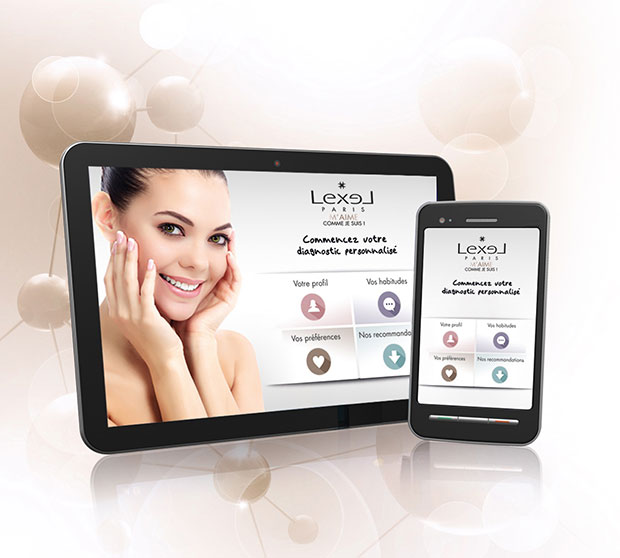 LexeL
PARIS
M'AIME
COMME JE SUIS !
Commencez votre
diagnostic personnalisé
Votre profil
Vos habitudes
Vos préférences
Nos recomman
LexeL
PARIS
M'AIME
COMME JE SUIS !
Commencez votre
diagnostic personnalisé
Votre profil
Vos habitudes
Vos préférences
Nos recommandations